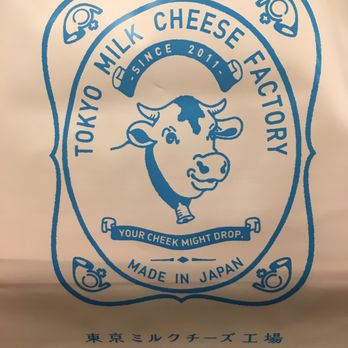 TOKYO MILK CHEESE FACTORY
-SINCE 2011-
YOUR CHEEK MIGHT DROP.
MADE IN JAPAN
東京ミルクチーズ工場